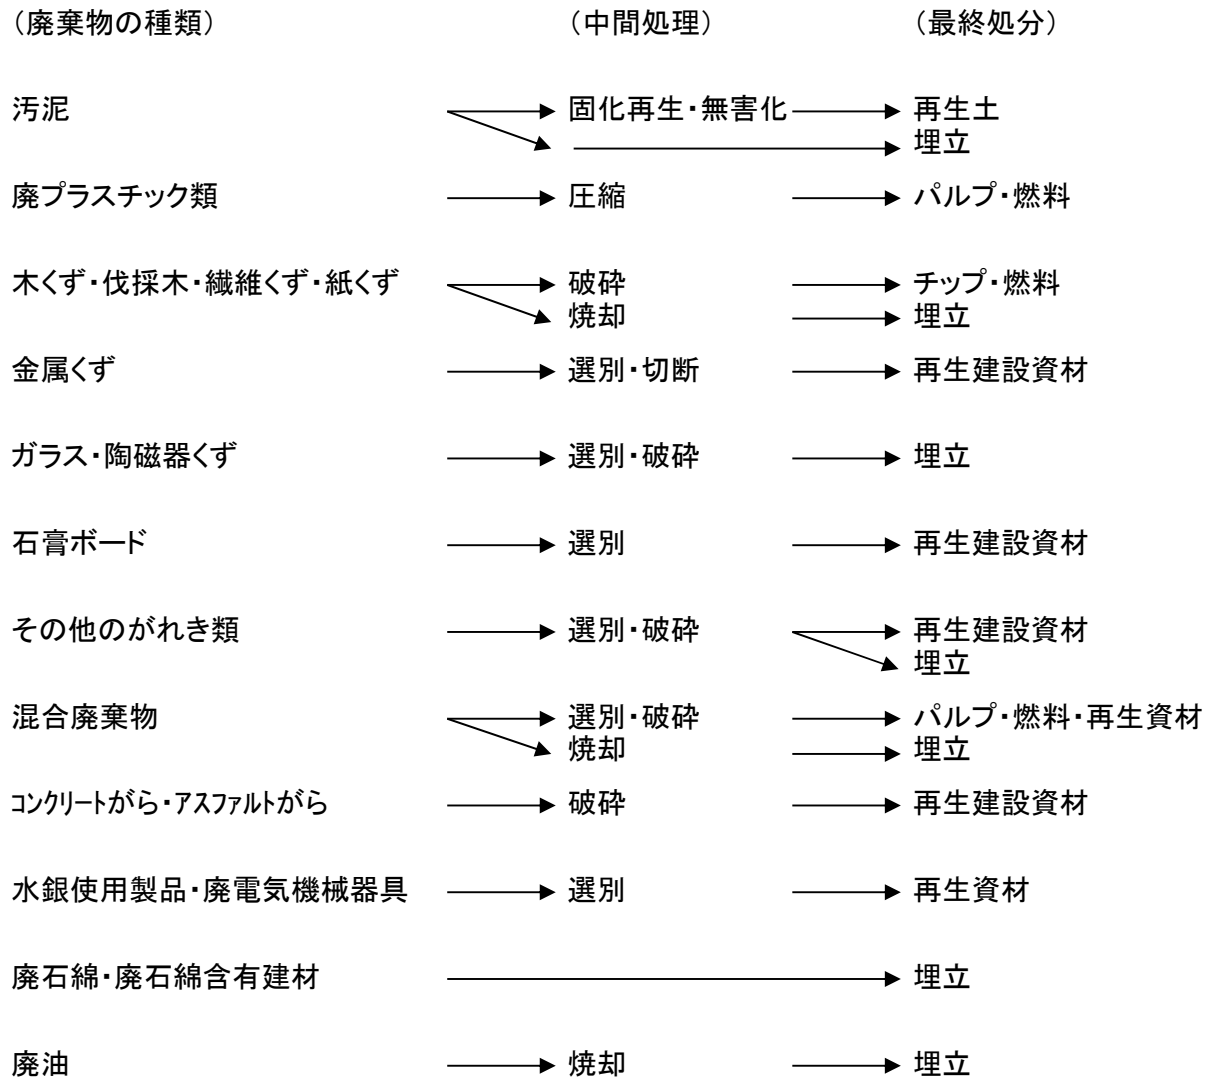 （廃棄物の種類） （中間処理） （最終処分）
汚泥 固化再生・無害化 再生土
埋立
廃プラスチック類 圧縮 パルプ・燃料
木くず・伐採木・繊維くず・紙くず 破砕 チップ・燃料
焼却 埋立
金属くず 選別・切断 再生建設資材
ガラス・陶磁器くず 選別・破砕 埋立
石膏ボード 選別 再生建設資材
その他のがれき類 選別・破砕 再生建設資材
埋立
混合廃棄物 選別・破砕 パルプ・燃料・再生資材
焼却 埋立
コンクリートがら・アスファルトがら 破砕 再生建設資材
水銀使用製品・廃電気機械器具 選別 再生資材
廃石綿・廃石綿含有建材 埋立
廃油 焼却 埋立